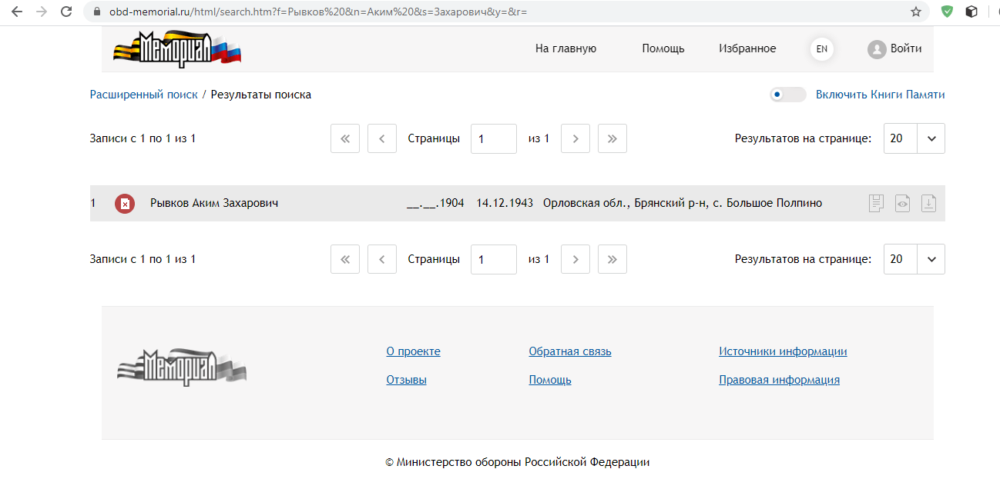 obd-memorial.ru/html/search.htm?f=Рывков%20&n=Аким%20&s=Захарович&y=&r=
Мемориал На главную Помощь Избранное EN Войти
Расширенный поиск / Результаты поиска Включить Книги Памяти
Записи с 1 по 1 из 1 « ‹ Страницы 1 из 1 › » Результатов на странице: 20
1 Рывков Аким Захарович __.__.1904 14.12.1943 Орловская обл., Брянский р-н, с. Большое Полпино
Записи с 1 по 1 из 1 « ‹ Страницы 1 из 1 › » Результатов на странице: 20
О проекте Обратная связь Источники информации
Мемориал
Отзывы Помощь Правовая информация
© Министерство обороны Российской Федерации